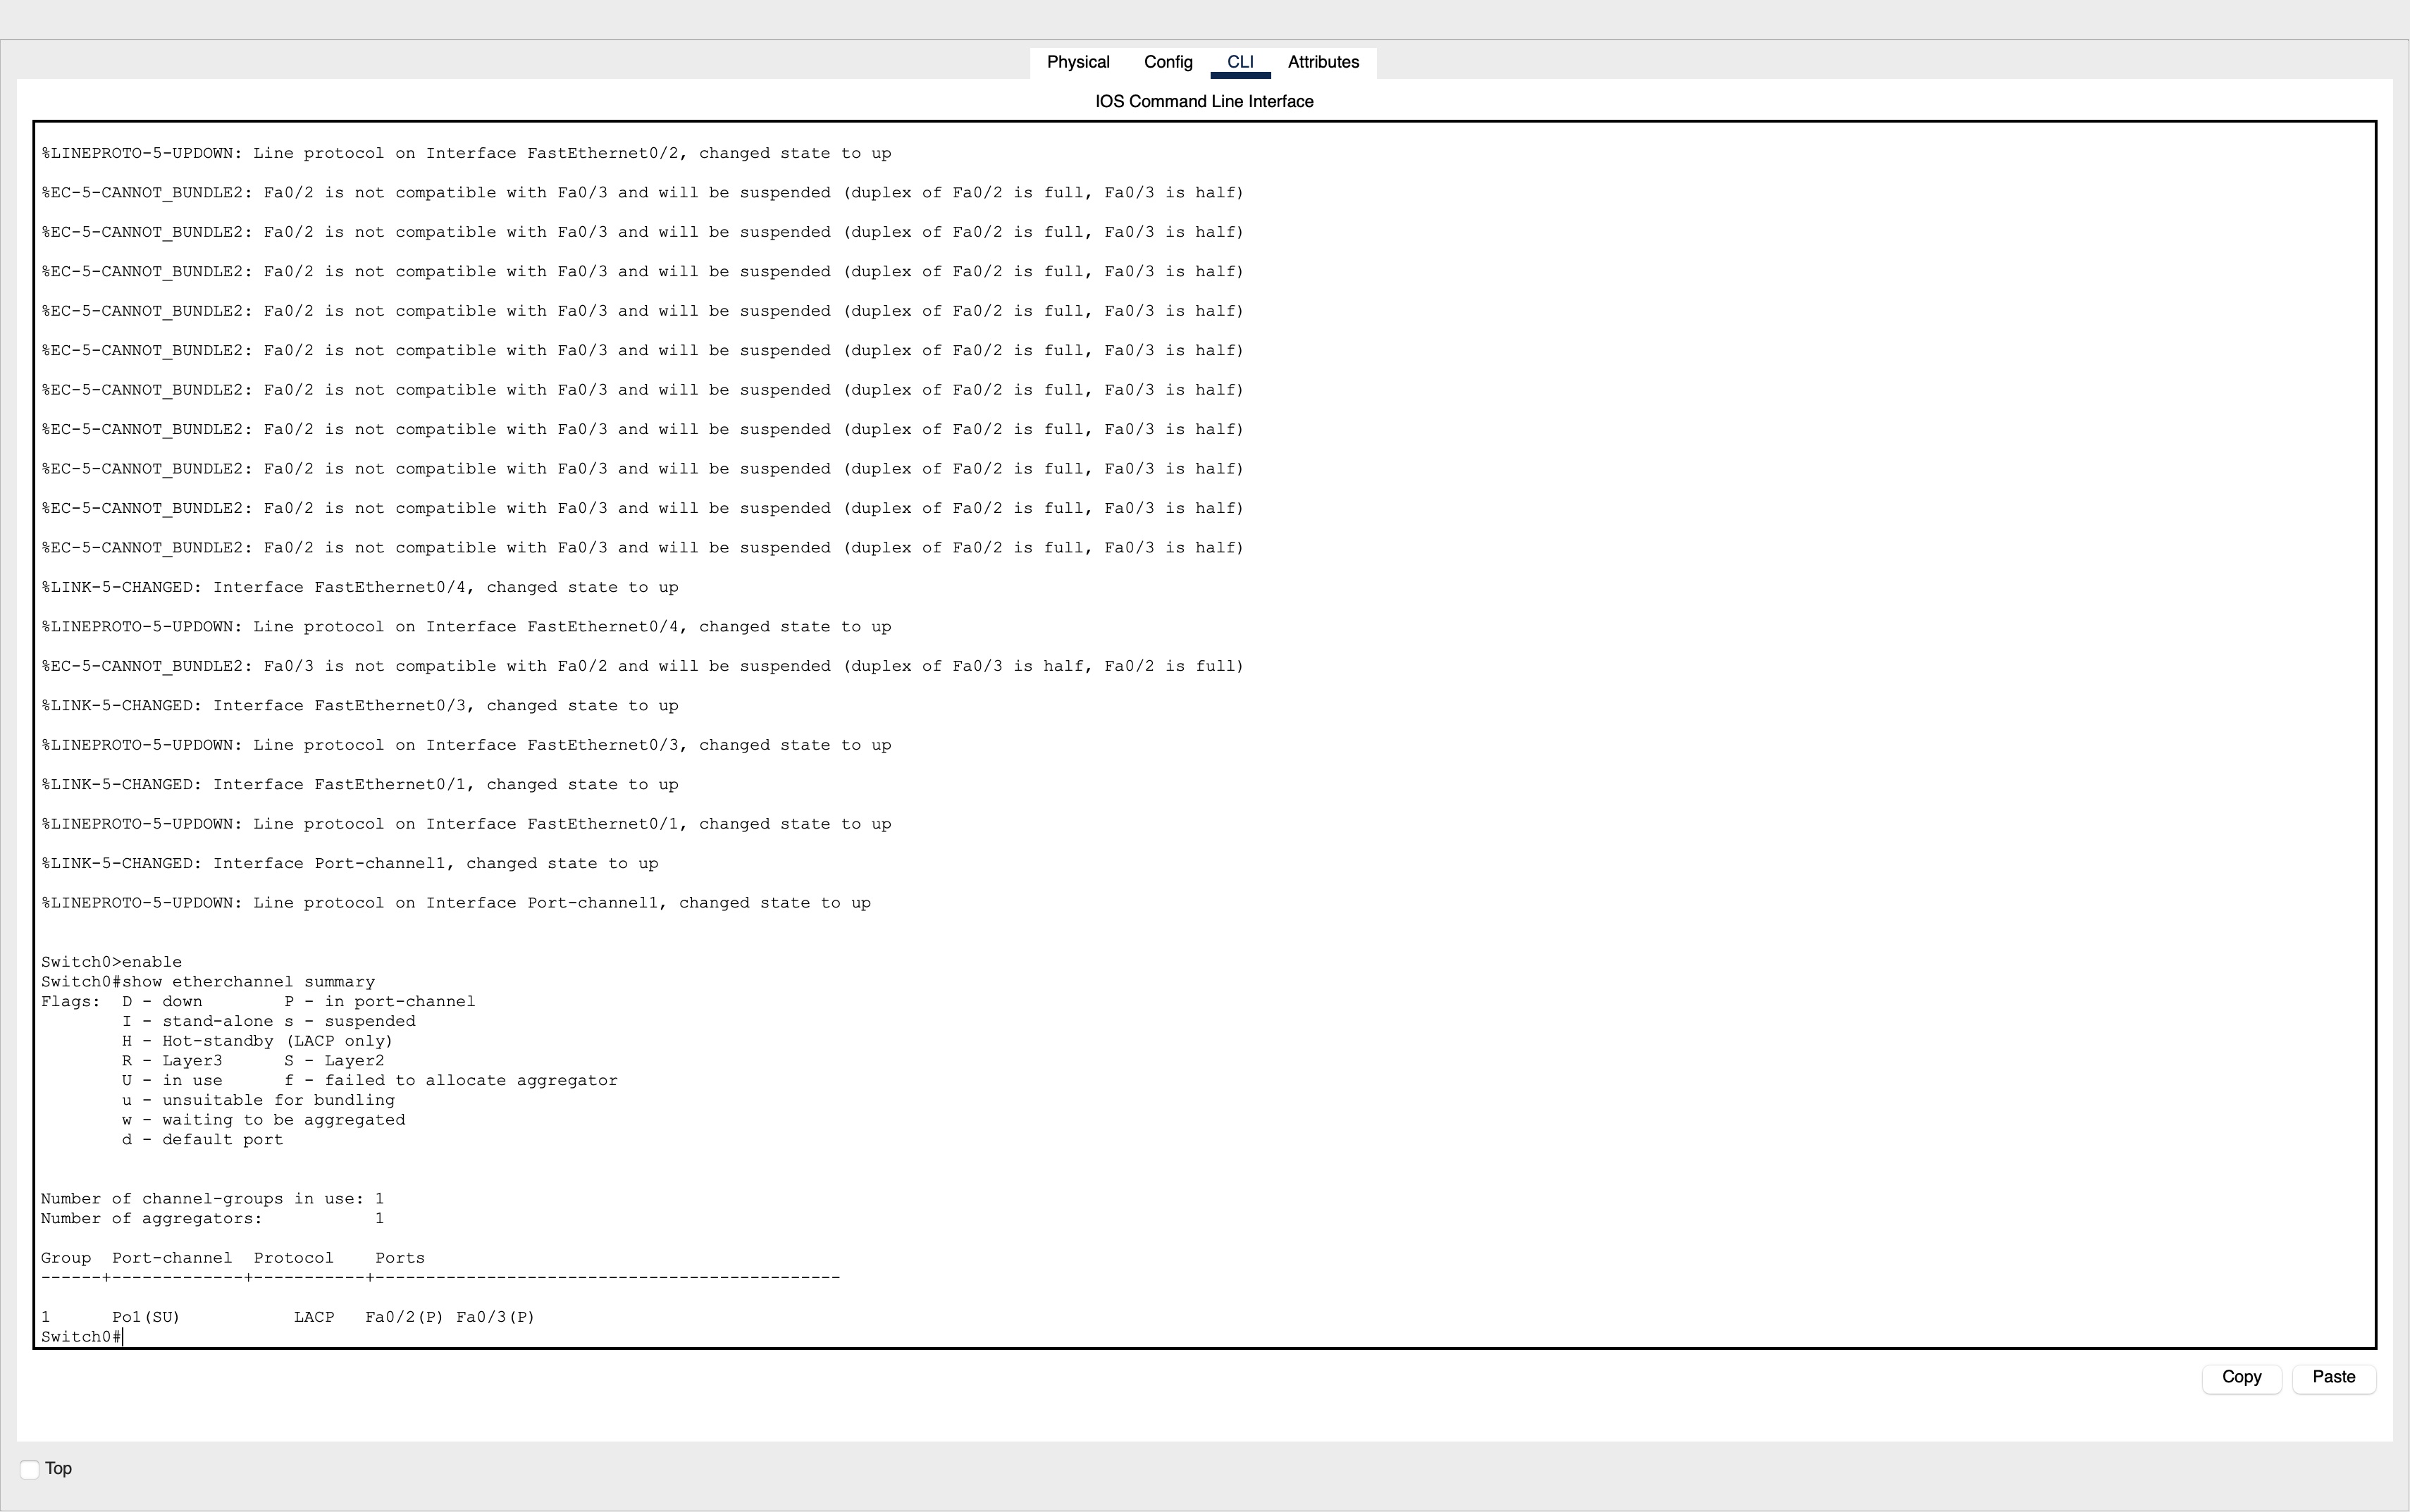 Physical Config CLI Attributes
IOS Command Line Interface
%LINEPROTO-5-UPDOWN: Line protocol on Interface FastEthernet0/2, changed state to up
%EC-5-CANNOT_BUNDLE2: Fa0/2 is not compatible with Fa0/3 and will be suspended (duplex of Fa0/2 is full, Fa0/3 is half)
%EC-5-CANNOT_BUNDLE2: Fa0/2 is not compatible with Fa0/3 and will be suspended (duplex of Fa0/2 is full, Fa0/3 is half)
%EC-5-CANNOT_BUNDLE2: Fa0/2 is not compatible with Fa0/3 and will be suspended (duplex of Fa0/2 is full, Fa0/3 is half)
%EC-5-CANNOT_BUNDLE2: Fa0/2 is not compatible with Fa0/3 and will be suspended (duplex of Fa0/2 is full, Fa0/3 is half)
%EC-5-CANNOT_BUNDLE2: Fa0/2 is not compatible with Fa0/3 and will be suspended (duplex of Fa0/2 is full, Fa0/3 is half)
%EC-5-CANNOT_BUNDLE2: Fa0/2 is not compatible with Fa0/3 and will be suspended (duplex of Fa0/2 is full, Fa0/3 is half)
%EC-5-CANNOT_BUNDLE2: Fa0/2 is not compatible with Fa0/3 and will be suspended (duplex of Fa0/2 is full, Fa0/3 is half)
%EC-5-CANNOT_BUNDLE2: Fa0/2 is not compatible with Fa0/3 and will be suspended (duplex of Fa0/2 is full, Fa0/3 is half)
%EC-5-CANNOT_BUNDLE2: Fa0/2 is not compatible with Fa0/3 and will be suspended (duplex of Fa0/2 is full, Fa0/3 is half)
%EC-5-CANNOT_BUNDLE2: Fa0/2 is not compatible with Fa0/3 and will be suspended (duplex of Fa0/2 is full, Fa0/3 is half)
%LINK-5-CHANGED: Interface FastEthernet0/4, changed state to up
%LINEPROTO-5-UPDOWN: Line protocol on Interface FastEthernet0/4, changed state to up
%EC-5-CANNOT_BUNDLE2: Fa0/3 is not compatible with Fa0/2 and will be suspended (duplex of Fa0/3 is half, Fa0/2 is full)
%LINK-5-CHANGED: Interface FastEthernet0/3, changed state to up
%LINEPROTO-5-UPDOWN: Line protocol on Interface FastEthernet0/3, changed state to up
%LINK-5-CHANGED: Interface FastEthernet0/1, changed state to up
%LINEPROTO-5-UPDOWN: Line protocol on Interface FastEthernet0/1, changed state to up
%LINK-5-CHANGED: Interface Port-channel1, changed state to up
%LINEPROTO-5-UPDOWN: Line protocol on Interface Port-channel1, changed state to up
Switch0>enable
Switch0#show etherchannel summary
Flags:  D - down        P - in port-channel
        I - stand-alone s - suspended
        H - Hot-standby (LACP only)
        R - Layer3      S - Layer2
        U - in use      f - failed to allocate aggregator
        u - unsuitable for bundling
        w - waiting to be aggregated
        d - default port
Number of channel-groups in use: 1
Number of aggregators:           1
Group  Port-channel  Protocol    Ports
------+-------------+-----------+----------------------------------------------
1      Po1(SU)           LACP   Fa0/2(P) Fa0/3(P)
Switch0#
Copy Paste
Top